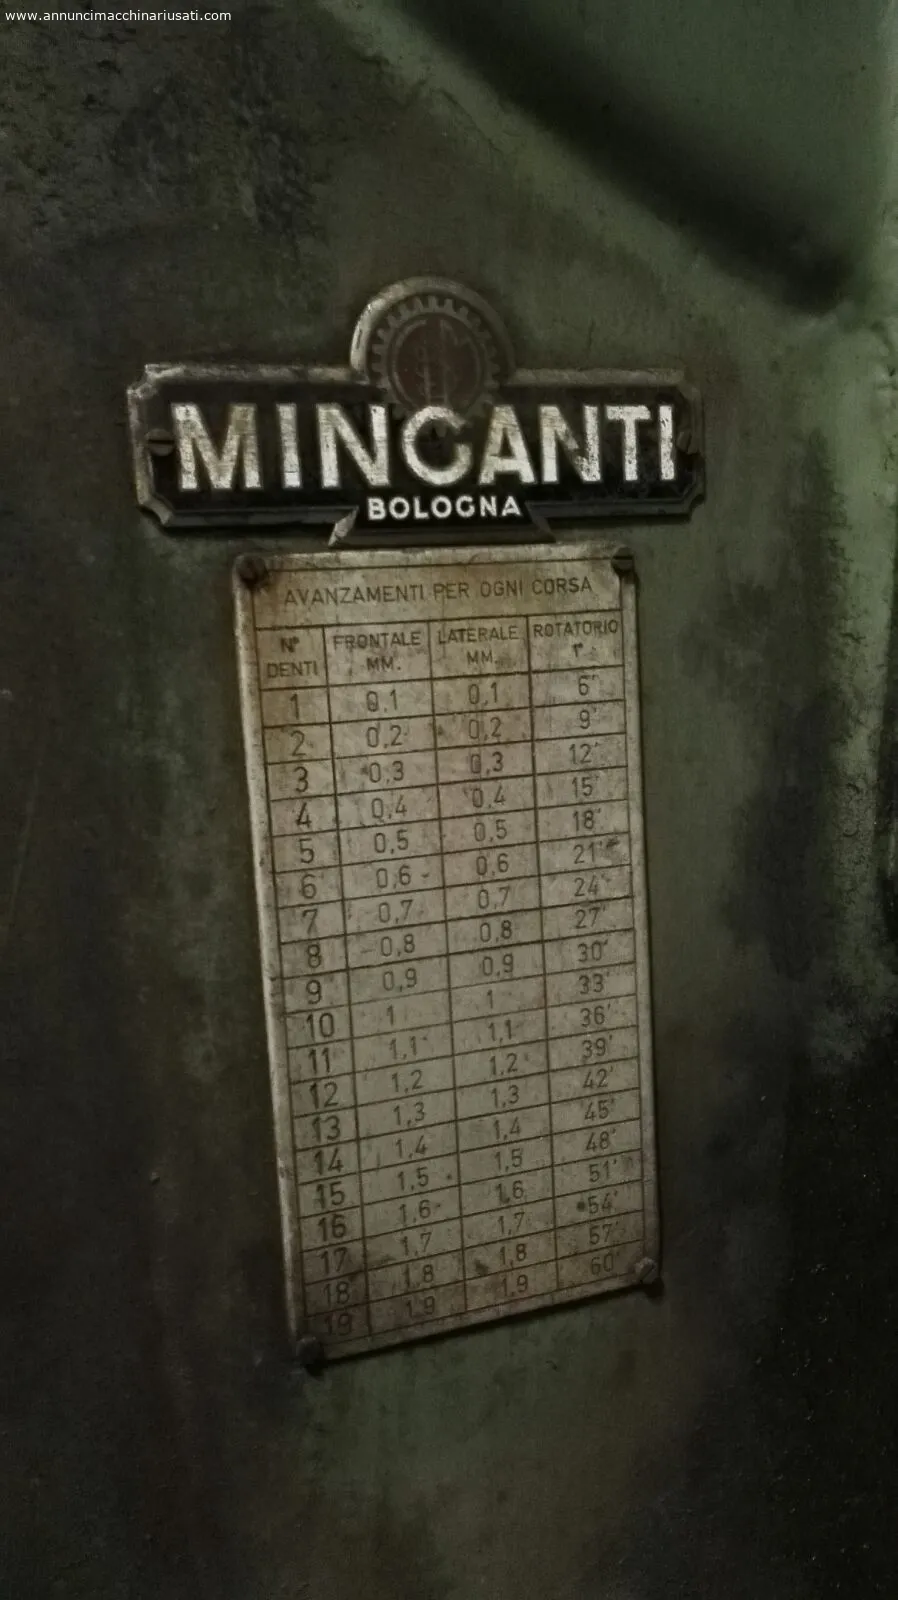 www.annuncimacchinariusati.com
MINGANTI
BOLOGNA
AVANZAMENTI PER OGNI CORSA
N° DENTI FRONTALE MM. LATERALE MM. ROTATORIO 1'
1 0,1 0,1 6'
2 0,2 0,2 9'
3 0,3 0,3 12'
4 0,4 0,4 15'
5 0,5 0,5 18'
6 0,6 0,6 21'
7 0,7 0,7 24'
8 0,8 0,8 27'
9 0,9 0,9 30'
10 1 1 33'
11 1,1 1,1 36'
12 1,2 1,2 39'
13 1,3 1,3 42'
14 1,4 1,4 45'
15 1,5 1,5 48'
16 1,6 1,6 51'
17 1,7 1,7 54'
18 1,8 1,8 57'
19 1,9 1,9 60'